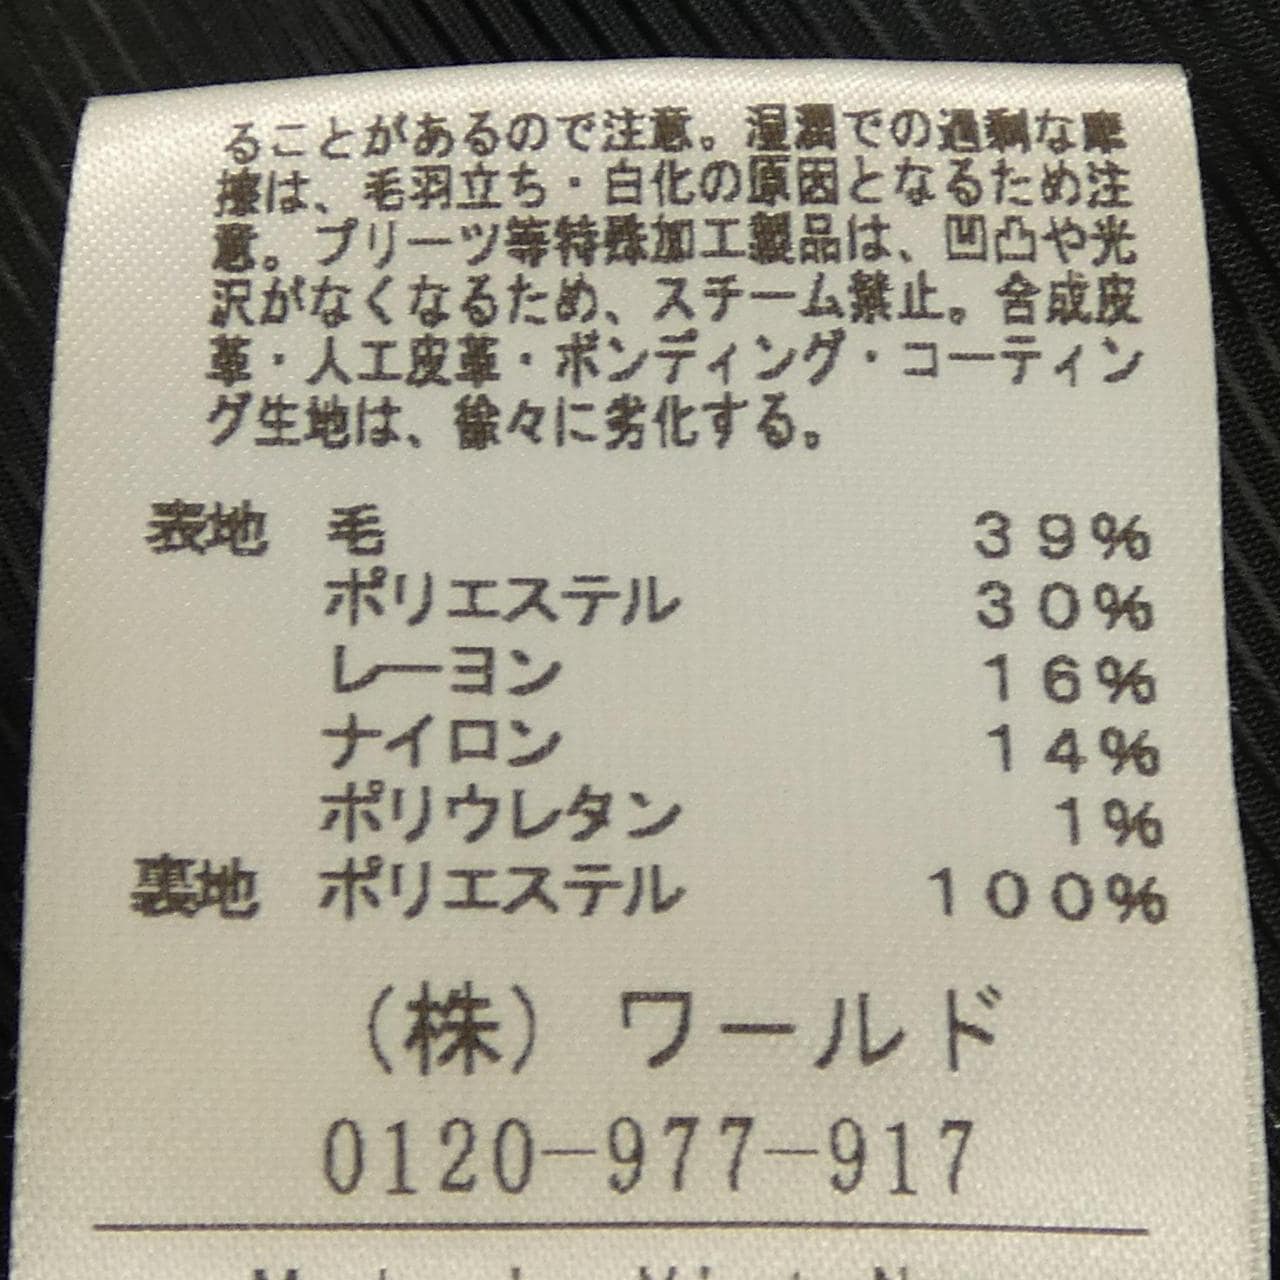 ることがあるので注意。湿潤での過剰な摩
擦は、毛羽立ち・白化の原因となるため注
意。プリーツ等特殊加工製品は、凹凸や光
沢がなくなるため、スチーム禁止。合成皮
革・人工皮革・ボンディング・コーティン
グ生地は、徐々に劣化する。
表地 毛 39%
ポリエステル 30%
レーヨン 16%
ナイロン 14%
ポリウレタン 1%
裏地 ポリエステル 100%
(株) ワールド
0120-977-917